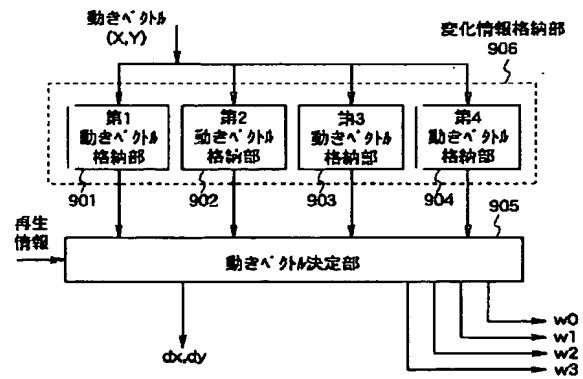 動きベクトル
(X,Y)
変化情報格納部
906
第1
動きベクトル
格納部
第2
動きベクトル
格納部
第3
動きベクトル
格納部
第4
動きベクトル
格納部
901
902
903
904
905
再生
情報
動きベクトル決定部
dx,dy
w0
w1
w2
w3